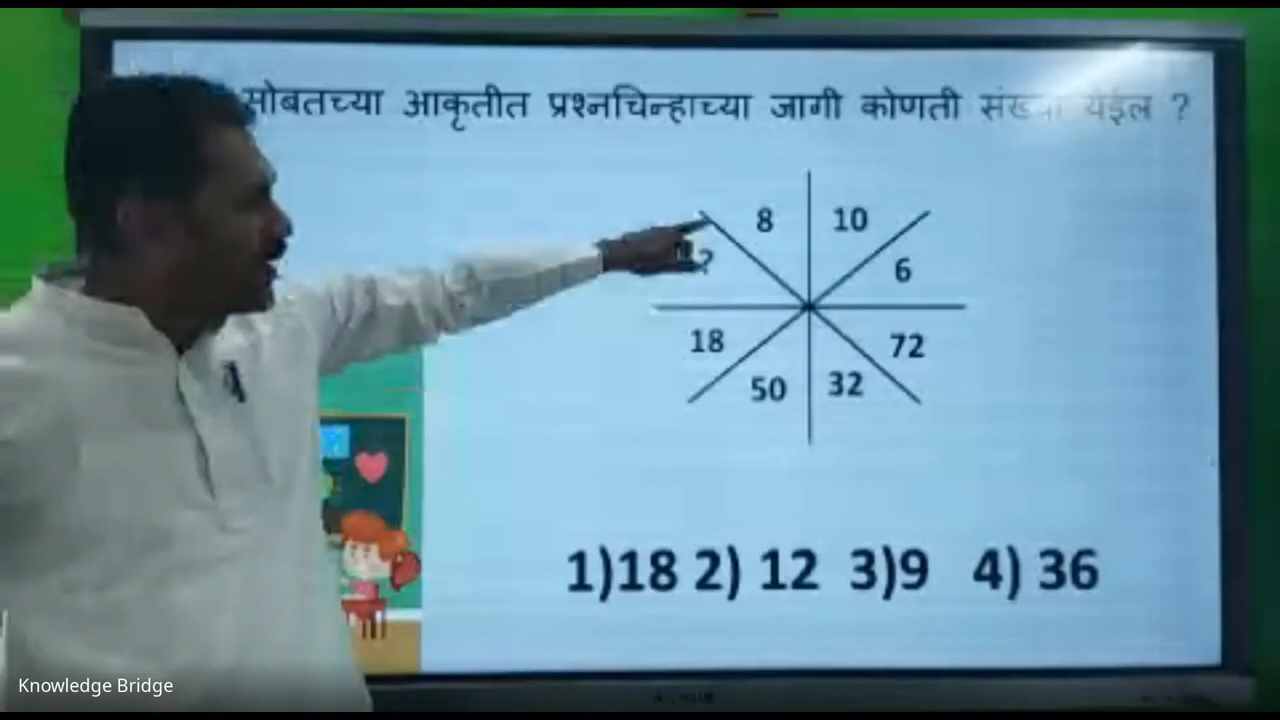 सोबतच्या आकृतीत प्रश्नचिन्हाच्या जागी कोणती संख्या येईल ?
8 10
? 6
18 72
50 32
1)18 2) 12 3)9 4) 36
Knowledge Bridge